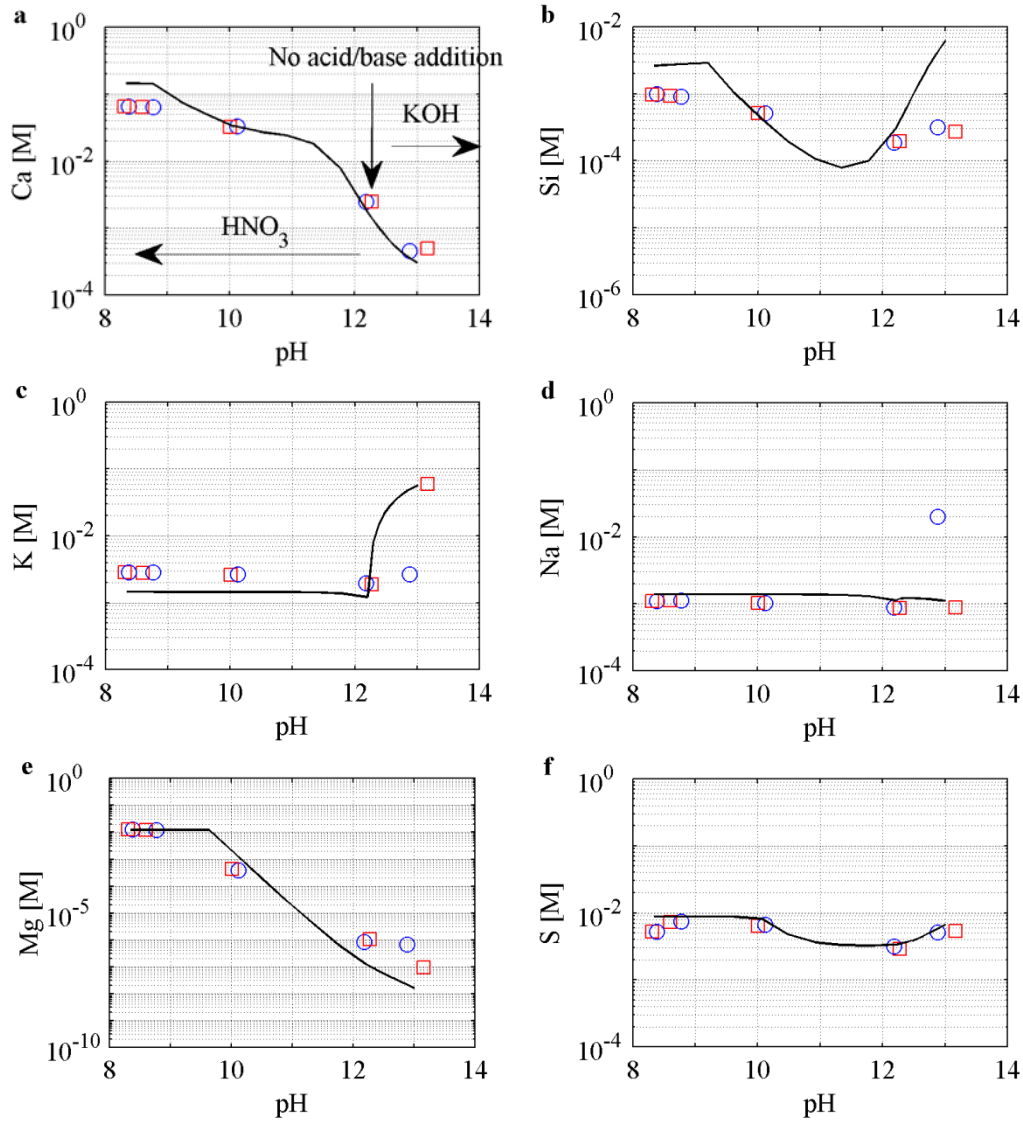 a
10^0
10^-2
10^-4
Ca [M]
No acid/base addition
KOH
HNO₃
8 10 12 14
pH
b
10^-2
10^-4
10^-6
Si [M]
8 10 12 14
pH
c
10^0
10^-2
10^-4
K [M]
8 10 12 14
pH
d
10^0
10^-2
10^-4
Na [M]
8 10 12 14
pH
e
10^0
10^-5
10^-10
Mg [M]
8 10 12 14
pH
f
10^0
10^-2
10^-4
S [M]
8 10 12 14
pH